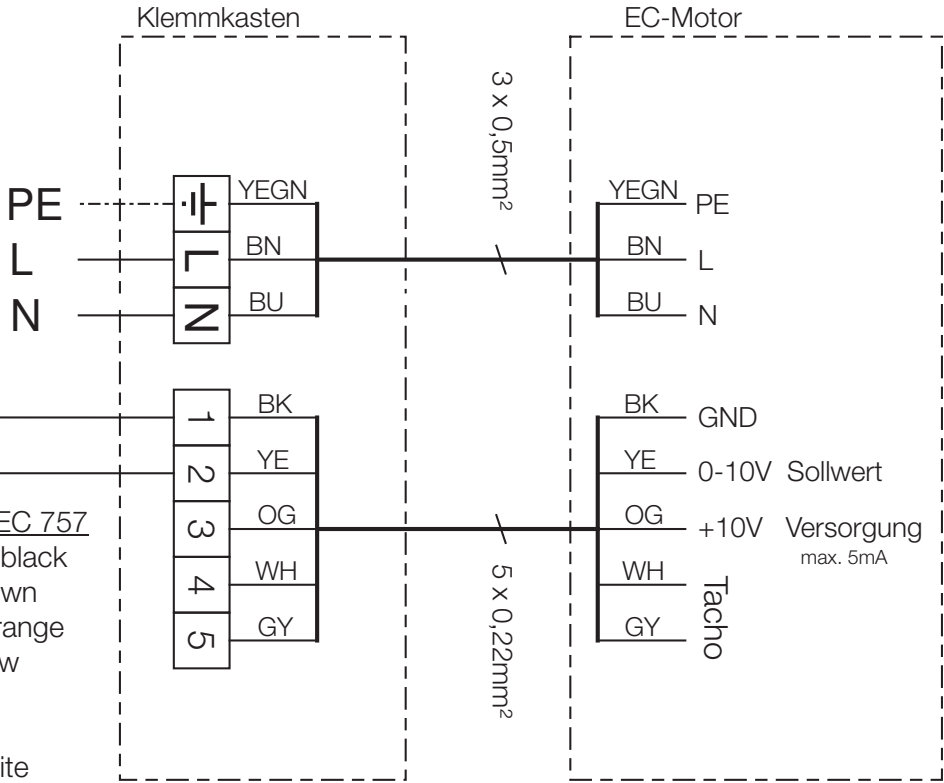 Klemmkasten
EC-Motor
3 x 0,5mm²
PE YEGN YEGN PE
L L BN BN L
N N BU BU N
1 BK BK GND
2 YE YE 0-10V Sollwert
3 OG OG +10V Versorgung
max. 5mA
4 WH WH
5 GY GY
Tacho
5 x 0,22mm²
EC 757
black
wn
range
w
ite